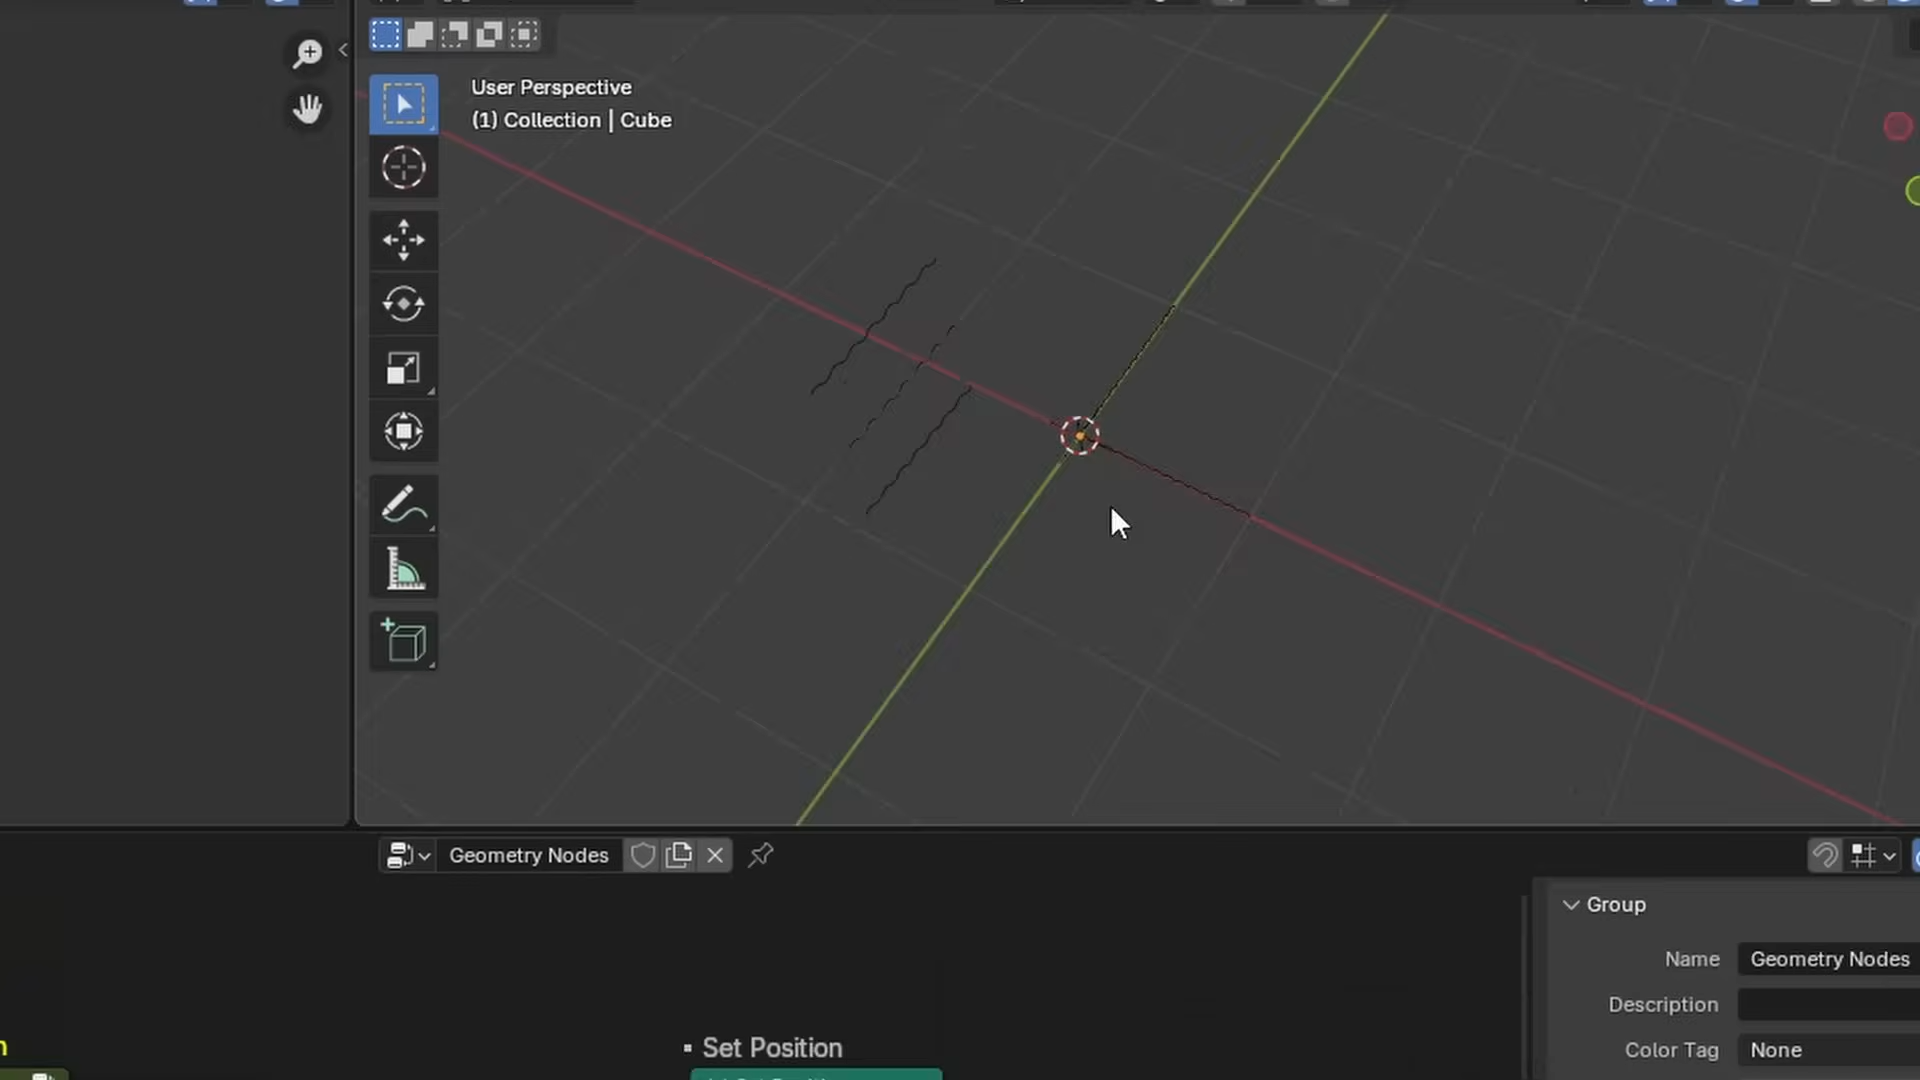 User Perspective
(1) Collection | Cube
Geometry Nodes
Group
Name Geometry Nodes
Description
Color Tag None
Set Position